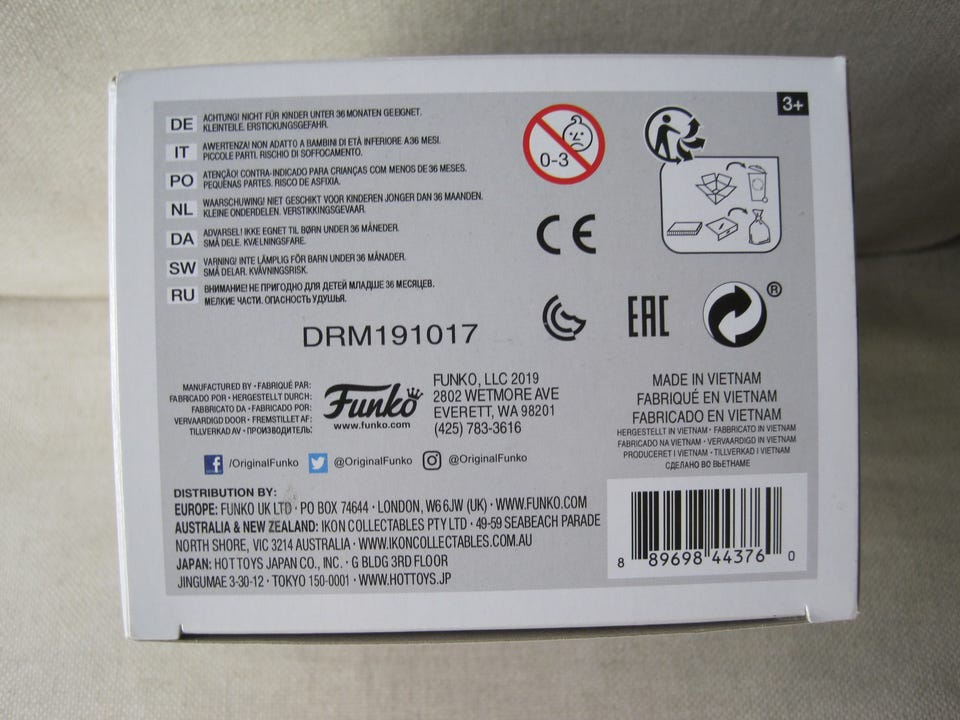 DE ACHTUNG! NICHT FÜR KINDER UNTER 36 MONATEN GEEIGNET.
KLEINTEILE. ERSTICKUNGSGEFAHR.
IT AWERTENZA! NON ADATTO A BAMBINI DI ETÀ INFERIORE A36 MESI.
PICCOLE PARTI. RISCHIO DI SOFFOCAMENTO.
PO ATENÇÃO! CONTRA-INDICADO PARA CRIANÇAS COM MENOS DE 36 MESES.
PEQUENAS PARTES. RISCO DE ASFIXIA.
NL WAARSCHUWING! NIET GESCHIKT VOOR KINDEREN JONGER DAN 36 MAANDEN.
KLEINE ONDERDELEN. VERSTIKKINGSGEVAAR.
DA ADVARSEL! IKKE EGNET TIL BØRN UNDER 36 MÅNEDER.
SMÅ DELE. KVÆLNINGSFARE.
SW VARNING! INTE LÄMPLIG FÖR BARN UNDER 36 MÅNADER.
SMÅ DELAR. KVÄVNINGSRISK.
RU ВНИМАНИЕ! НЕ ПРИГОДНО ДЛЯ ДЕТЕЙ МЛАДШЕ 36 МЕСЯЦЕВ.
МЕЛКИЕ ЧАСТИ. ОПАСНОСТЬ УДУШЬЯ.
0-3
3+
CE
EAC
®
DRM191017
MANUFACTURED BY • FABRIQUÉ PAR:
FABRICADO POR • HERGESTELLT DURCH:
FABBRICATO DA • FABRICADO POR:
VERVAARDIGD DOOR • FREMSTILLET AF:
TILLVERKAD AV • ПРОИЗВОДИТЕЛЬ:
Funko
www.funko.com
FUNKO, LLC 2019
2802 WETMORE AVE
EVERETT, WA 98201
(425) 783-3616
MADE IN VIETNAM
FABRIQUÉ EN VIETNAM
FABRICADO EN VIETNAM
HERGESTELLT IN VIETNAM • FABBRICATO IN VIETNAM
FABRICADO NA VIETNAM • VERVAARDIGD IN VIETNAM
PRODUCERET I VIETNAM • TILLVERKAD I VIETNAM
СДЕЛАНО ВО ВЬЕТНАМЕ
f /OriginalFunko @OriginalFunko @OriginalFunko
DISTRIBUTION BY:
EUROPE: FUNKO UK LTD · PO BOX 74644 · LONDON, W6 6JW (UK) · WWW.FUNKO.COM
AUSTRALIA & NEW ZEALAND: IKON COLLECTABLES PTY LTD · 49-59 SEABEACH PARADE
NORTH SHORE, VIC 3214 AUSTRALIA · WWW.IKONCOLLECTABLES.COM.AU
JAPAN: HOT TOYS JAPAN CO., INC. · G BLDG 3RD FLOOR
JINGUMAE 3-30-12 · TOKYO 150-0001 · WWW.HOTTOYS.JP
8 89698 44376 0